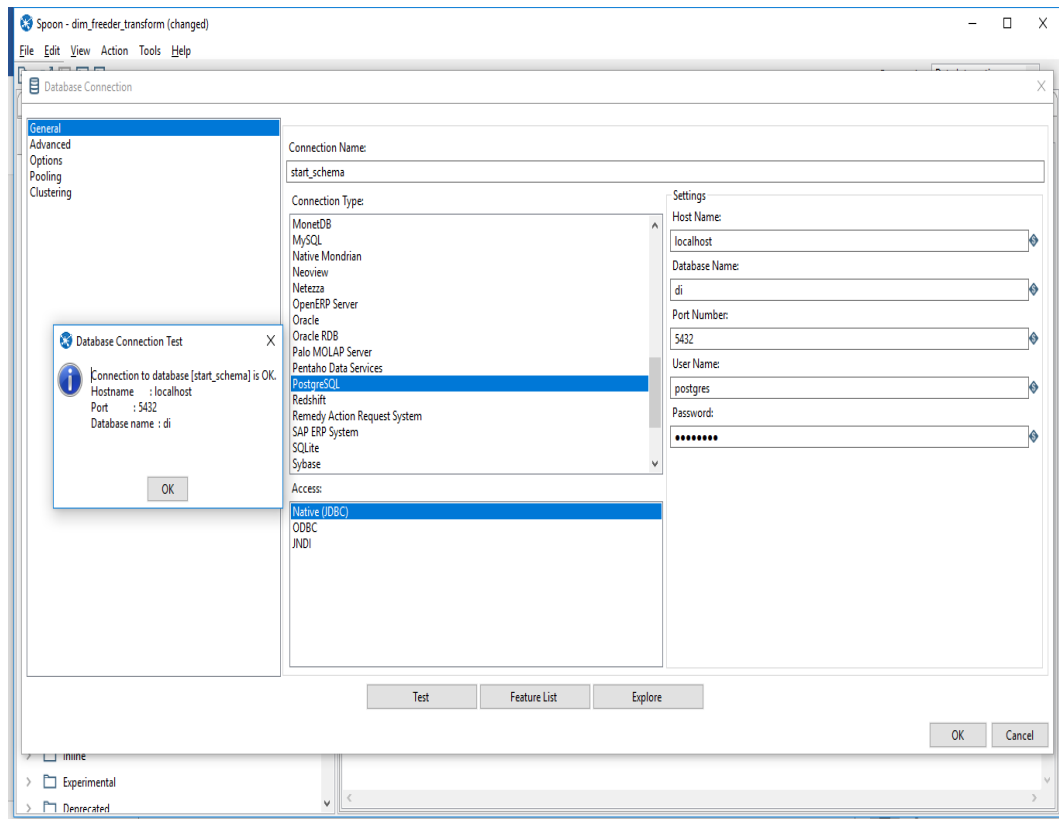 Spoon - dim_freeder_transform (changed)
File Edit View Action Tools Help
Database Connection
General
Advanced
Options
Pooling
Clustering
Connection Name:
start_schema
Connection Type:
MonetDB
MySQL
Native Mondrian
Neoview
Netezza
OpenERP Server
Oracle
Oracle RDB
Palo MOLAP Server
Pentaho Data Services
PostgreSQL
Redshift
Remedy Action Request System
SAP ERP System
SQLite
Sybase
Access:
Native (JDBC)
ODBC
JNDI
Settings
Host Name:
localhost
Database Name:
di
Port Number:
5432
User Name:
postgres
Password:
••••••••
Database Connection Test
Connection to database [start_schema] is OK.
Hostname : localhost
Port : 5432
Database name : di
OK
Test Feature List Explore
OK Cancel
Inline
Experimental
Deprecated